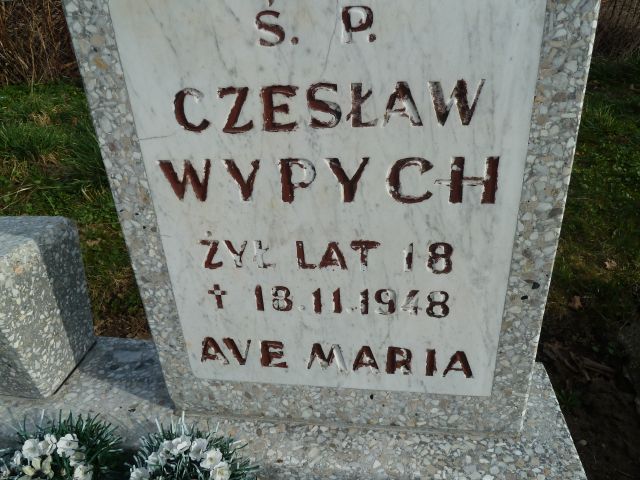 Ś. P.
CZESŁAW
WYPYCH
ŻYŁ LAT 18
✝ 18.11.1948
AVE MARIA